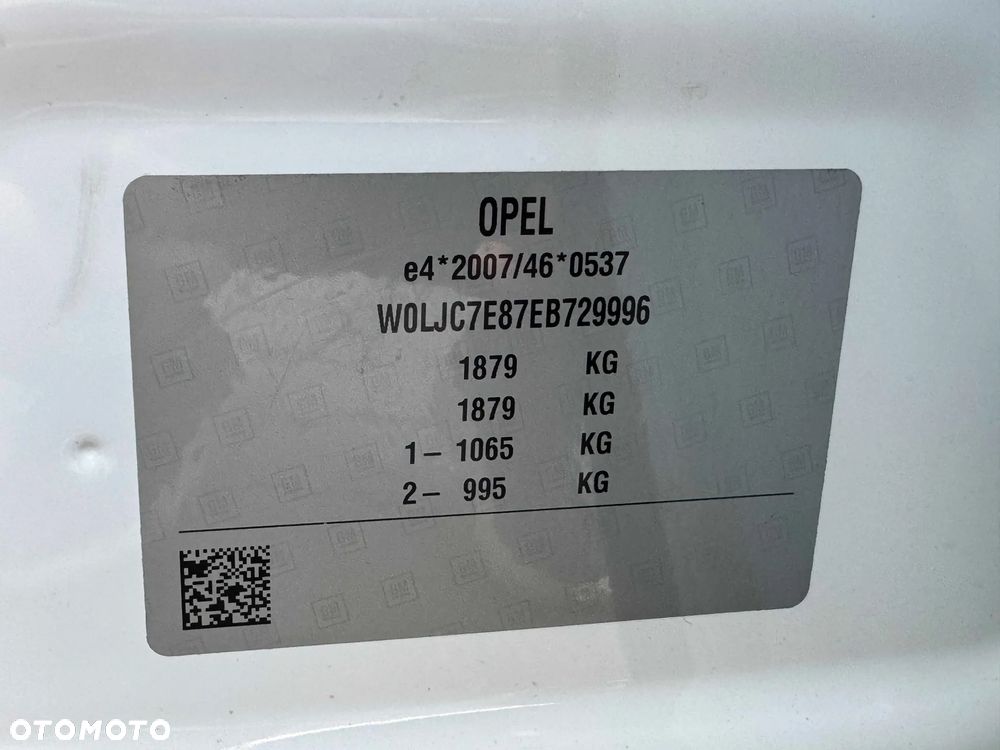 OPEL
e4*2007/46*0537
W0LJC7E87EB729996
1879 KG
1879 KG
1– 1065 KG
2– 995 KG
OTOMOTO